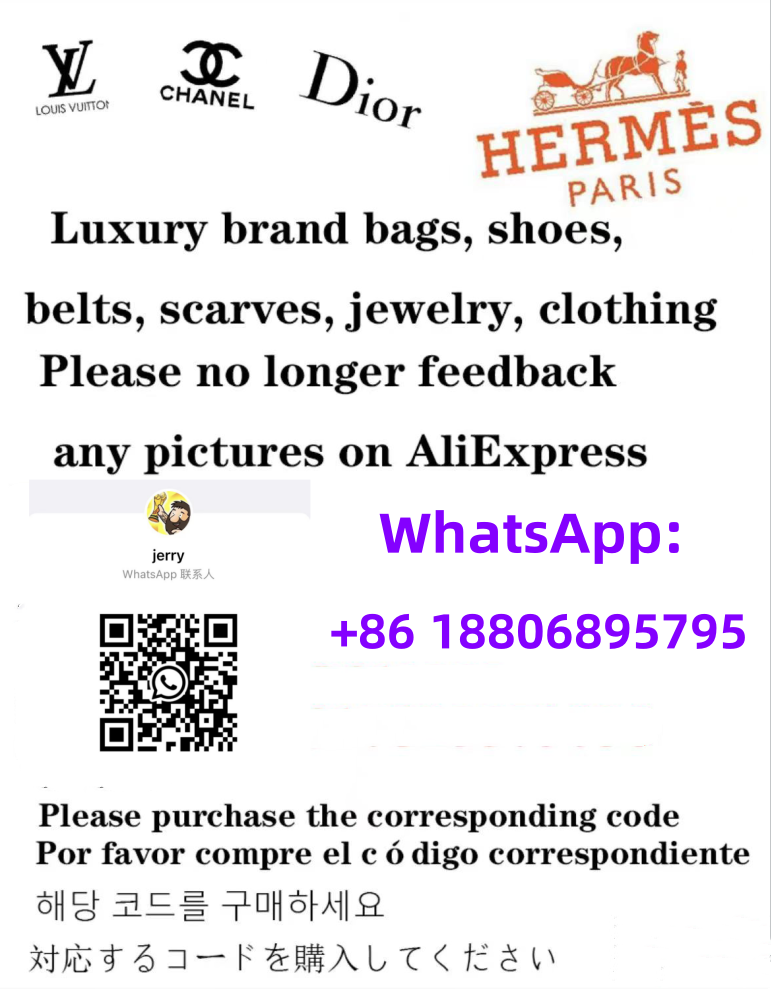 LV
LOUIS VUITTON
CHANEL
Dior
HERMÈS
PARIS
Luxury brand bags, shoes,
belts, scarves, jewelry, clothing
Please no longer feedback
any pictures on AliExpress
jerry
WhatsApp 联系人
WhatsApp:
+86 18806895795
Please purchase the corresponding code
Por favor compre el c ó digo correspondiente
해당 코드를 구매하세요
対応するコードを購入してください